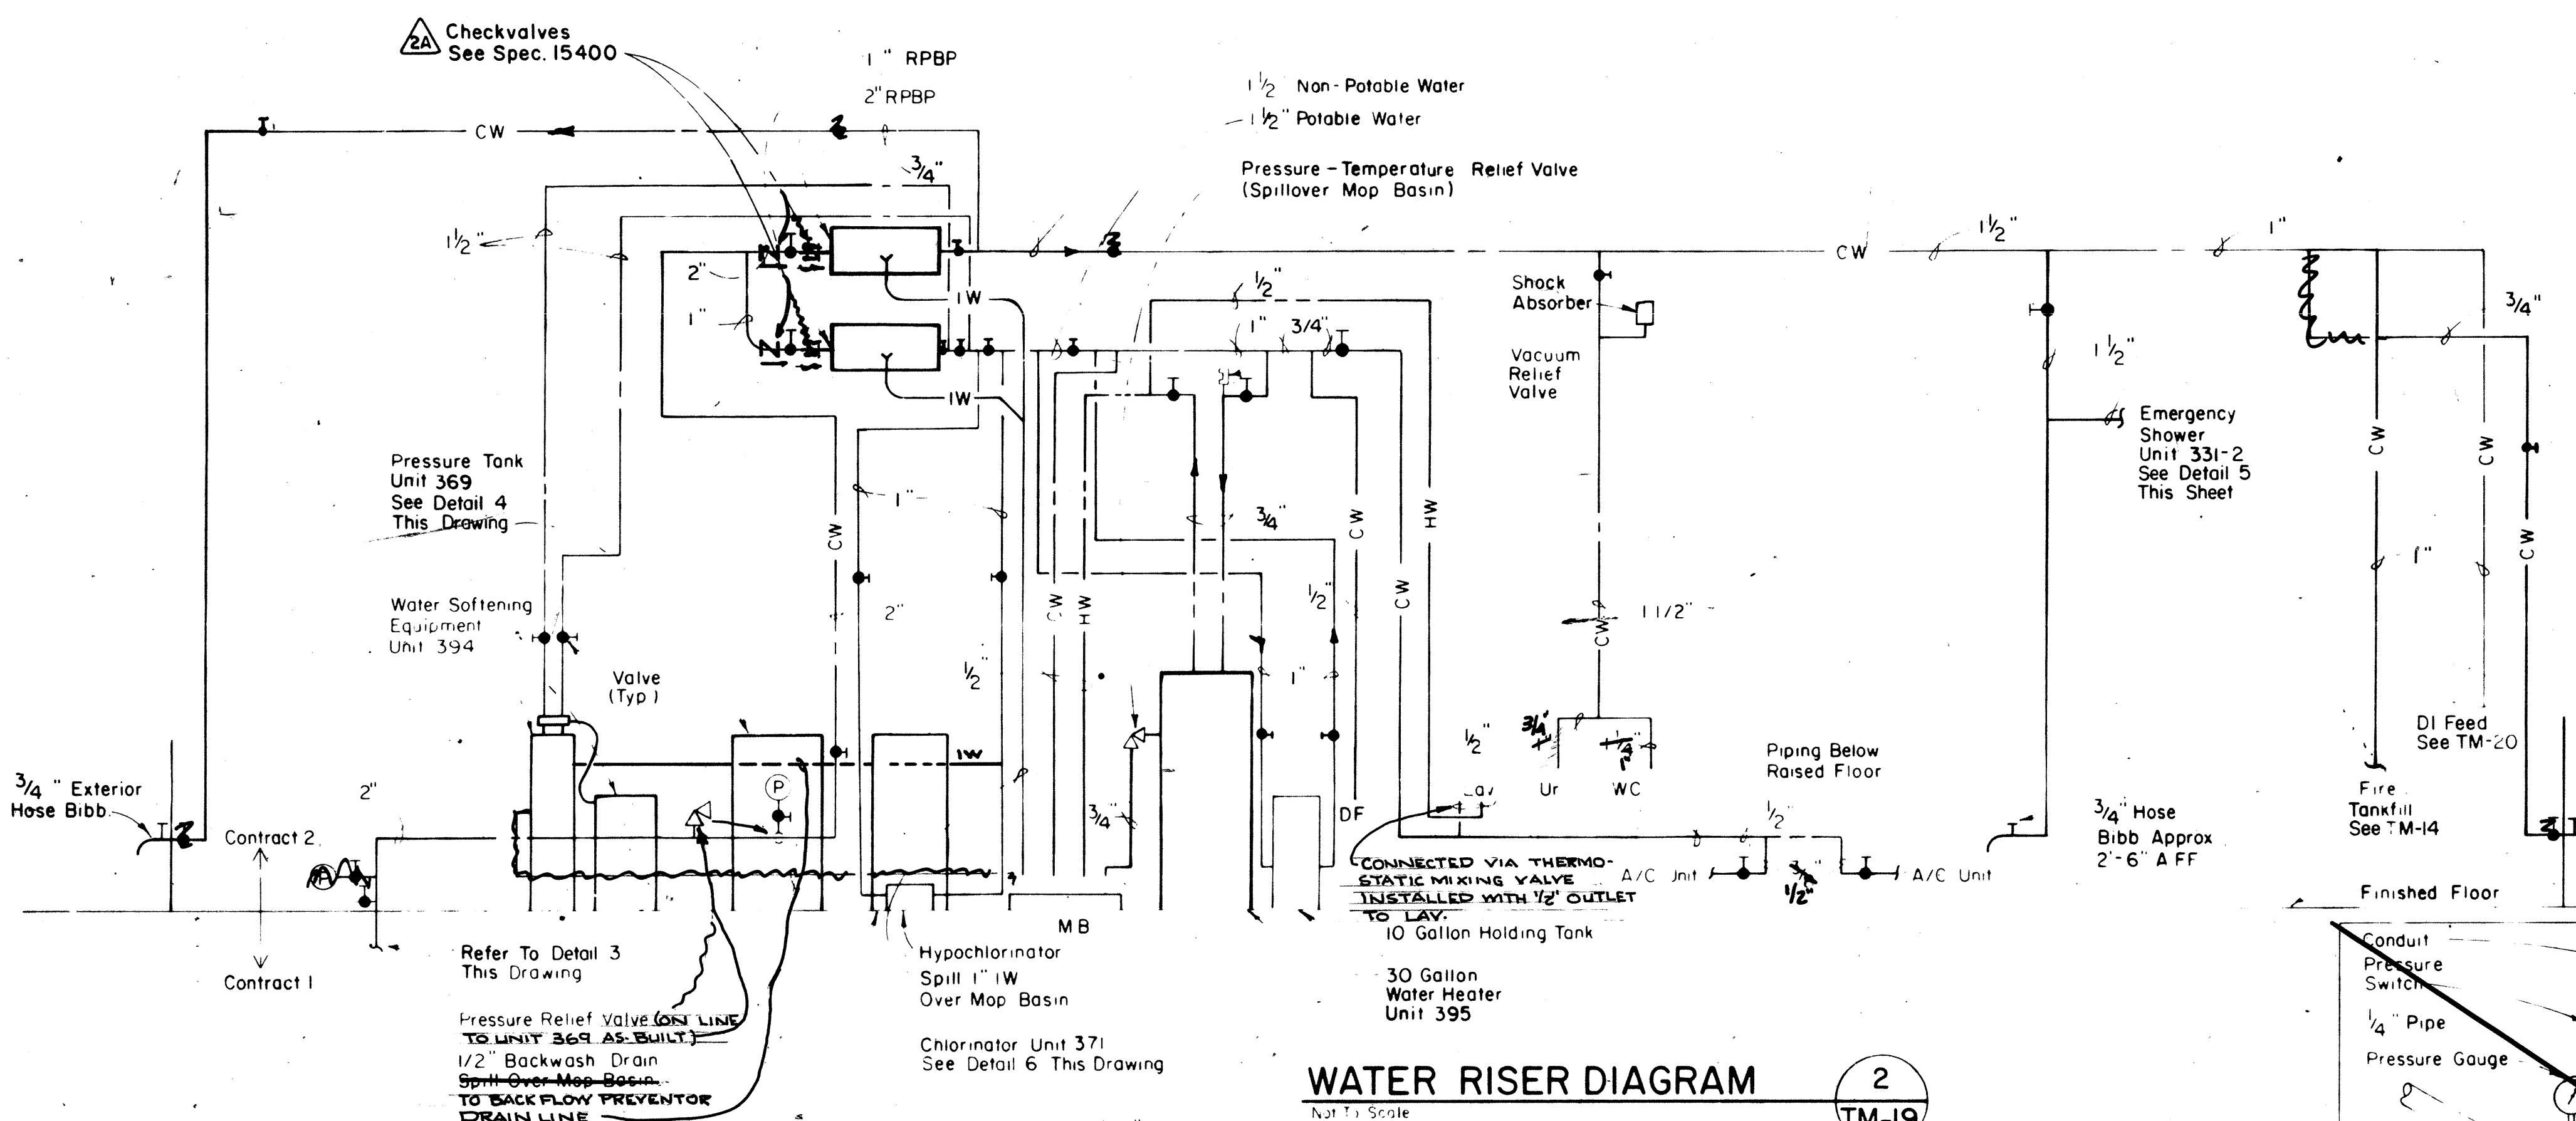 2A
Checkvalves
See Spec. 15400
1" RPBP
2" RPBP
1 1/2 Non-Potable Water
1 1/2" Potable Water
Pressure-Temperature Relief Valve
(Spillover Mop Basin)
CW
3/4"
1 1/2"
2"
1"
IW
IW
1/2"
1"
3/4"
CW
1 1/2"
1"
3/4"
Shock
Absorber
Vacuum
Relief
Valve
1 1/2"
Emergency
Shower
Unit 331-2
See Detail 5
This Sheet
Pressure Tank
Unit 369
See Detail 4
This Drawing
1"
3/4"
CW
CW
HW
CW
CW
CW
CW
1"
Water Softening
Equipment
Unit 394
2"
CW
HW
1/2"
CW
1 1/2"
CW
Valve
(Typ)
1/2"
1"
IW
P
3/4"
1/2"
3/4"
1 1/4"
1"
Ur
WC
Lav
DF
Piping Below
Raised Floor
1/2"
DI Feed
See TM-20
3/4" Exterior
Hose Bibb
2"
Contract 2
Contract 1
3/4" Hose
Bibb Approx
2'-6" AFF
Fire
Tankfill
See TM-14
CONNECTED VIA THERMO-
STATIC MIXING VALVE
INSTALLED WITH 1/2" OUTLET
TO LAV.
A/C Unit
1/2"
A/C Unit
Finished Floor
MB
10 Gallon Holding Tank
Refer To Detail 3
This Drawing
Hypochlorinator
Spill 1" IW
Over Mop Basin
30 Gallon
Water Heater
Unit 395
Conduit
Pressure
Switch
1/4" Pipe
Pressure Gauge
Pressure Relief Valve (ON LINE
TO UNIT 369 AS-BUILT)
1/2" Backwash Drain
Spill Over Mop Basin
TO BACKFLOW PREVENTOR
DRAIN LINE
Chlorinator Unit 371
See Detail 6 This Drawing
WATER RISER DIAGRAM
Not To Scale
2
TM-19